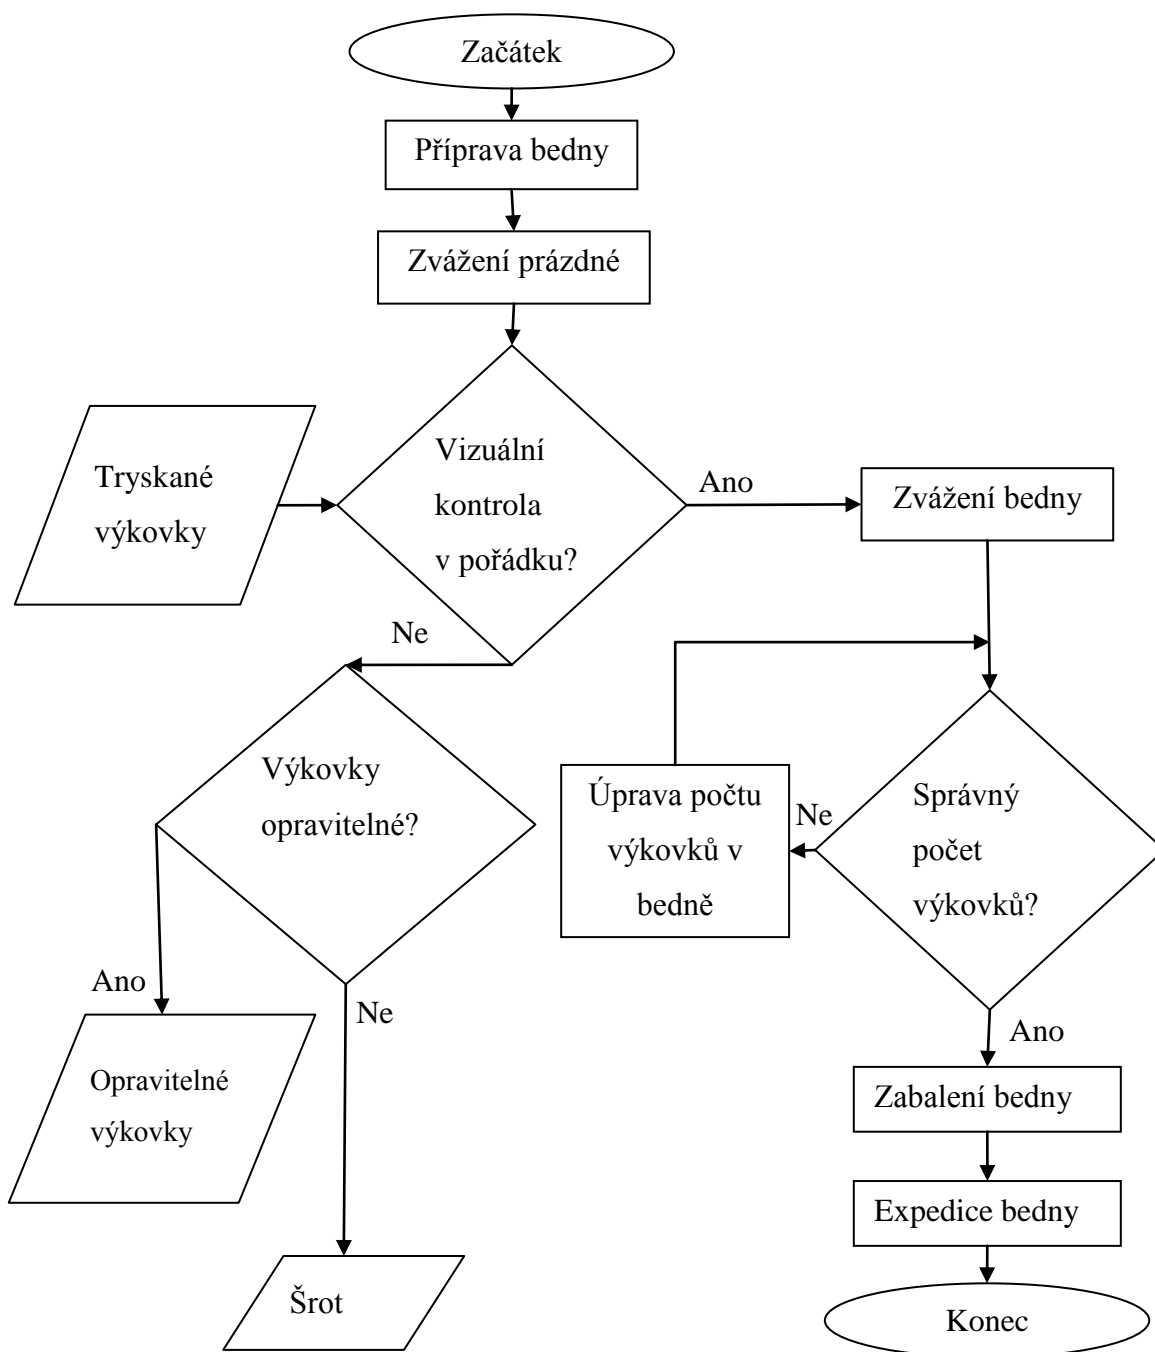 Začátek
Příprava bedny
Zvážení prázdné
Tryskané
výkovky
Vizuální
kontrola
v pořádku?
Ano
Zvážení bedny
Ne
Výkovky
opravitelné?
Úprava počtu
výkovků v
bedně
Ne
Správný
počet
výkovků?
Ano
Ne
Opravitelné
výkovky
Šrot
Ano
Zabalení bedny
Expedice bedny
Konec